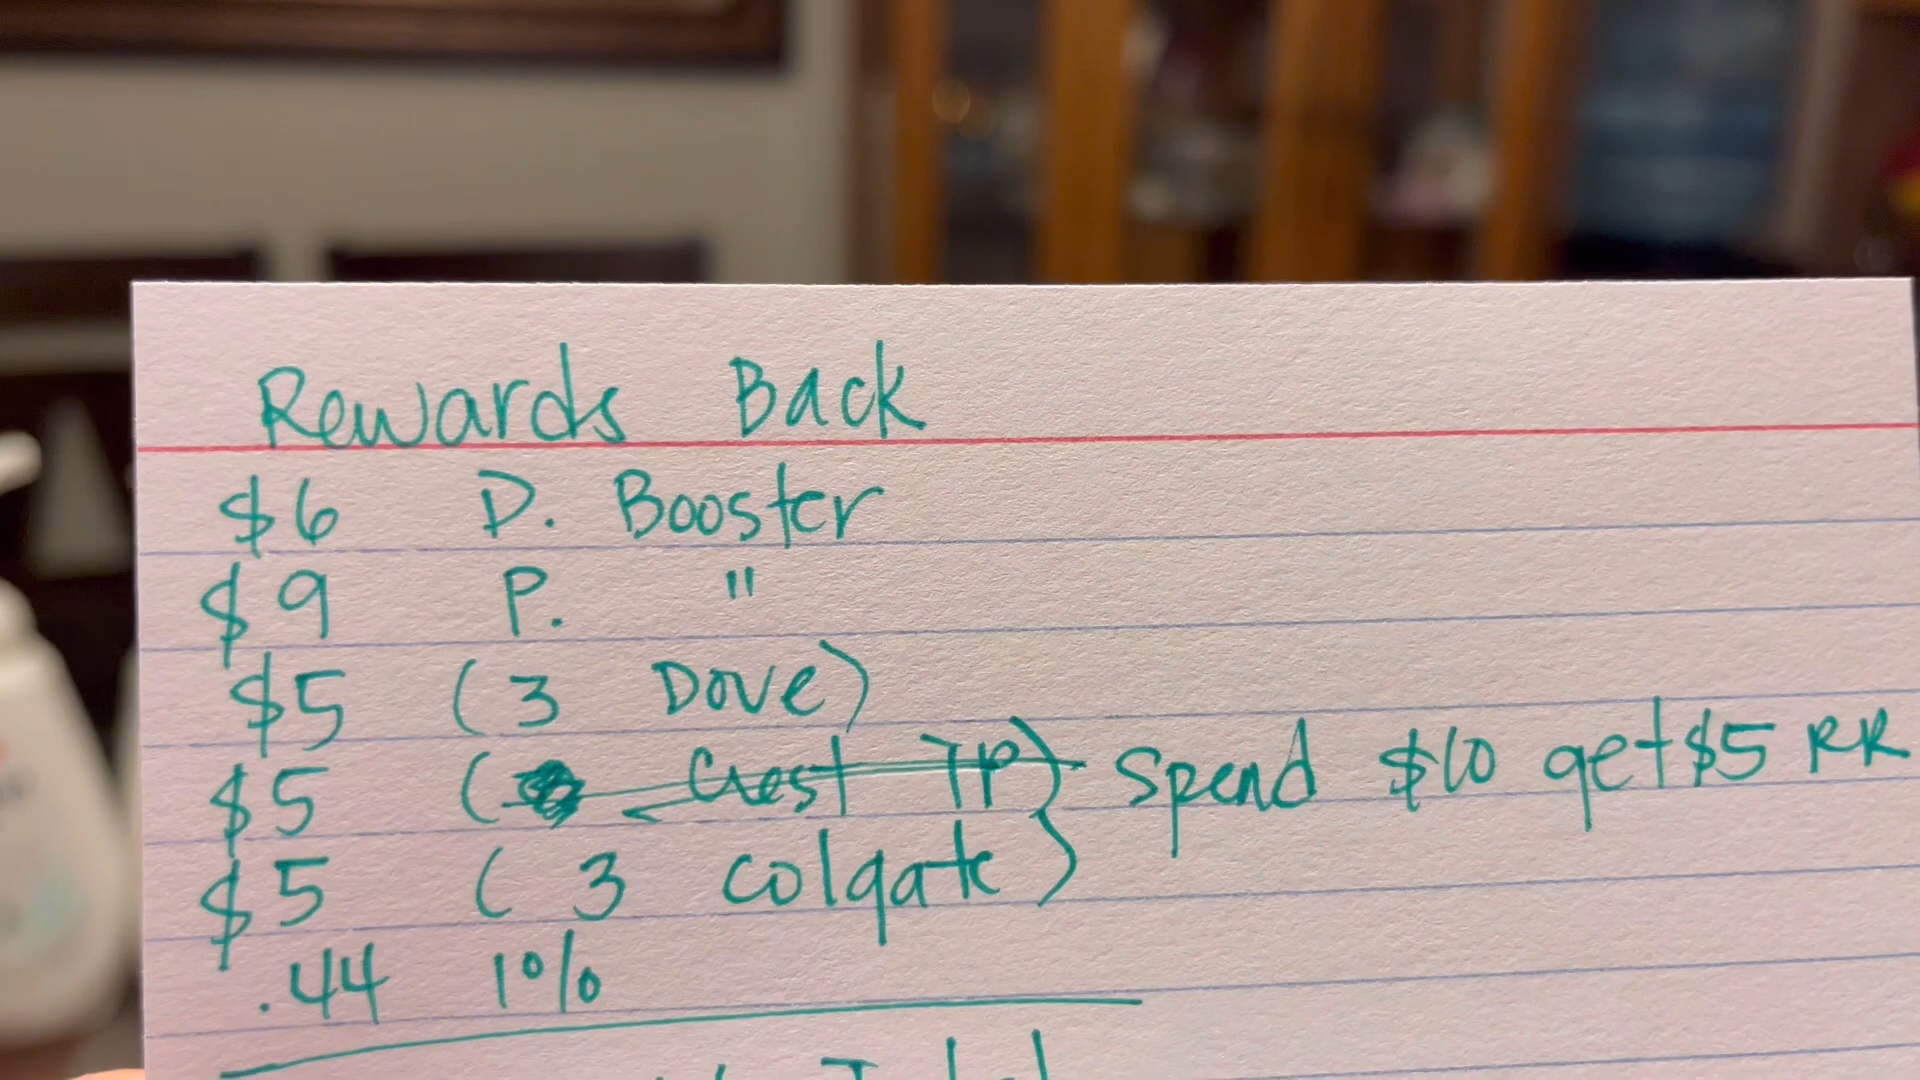 Rewards Back
$6 D. Booster
$9 P. "
$5 (3 Dove)
$5 ( Crest TP) Spend $10 get $5 RR
$5 (3 Colgate)
.44 1%
Total